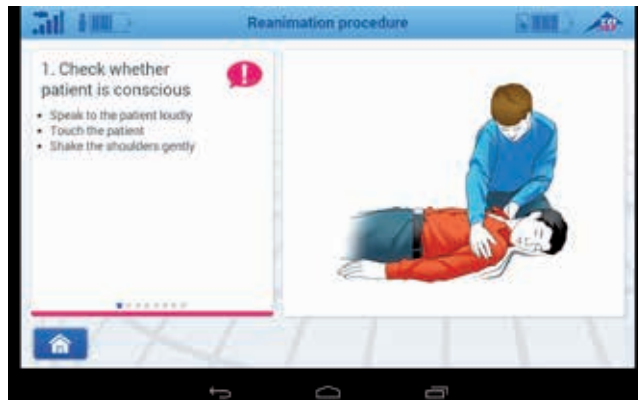 Reanimation procedure
1. Check whether
patient is conscious
• Speak to the patient loudly
• Touch the patient
• Shake the shoulders gently